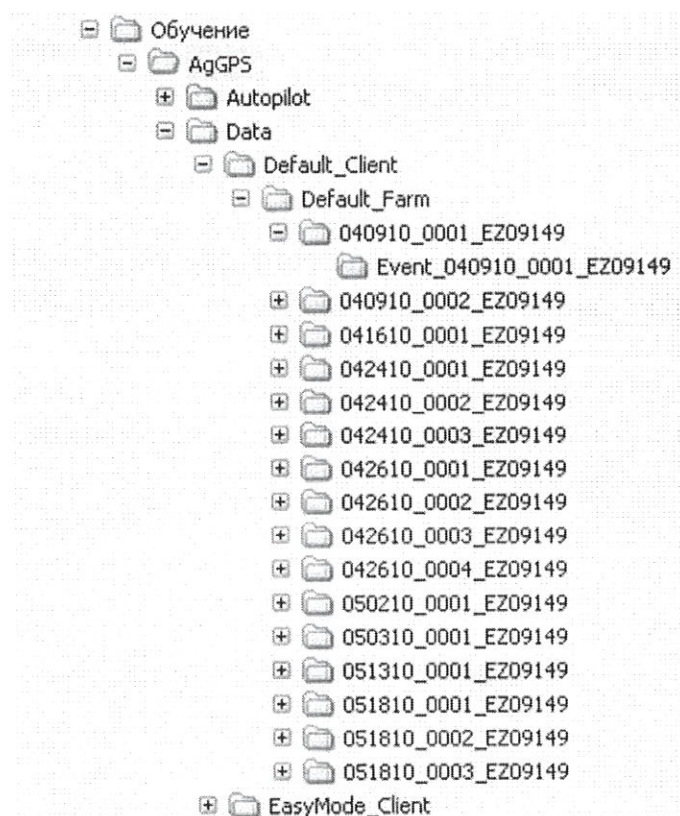 Обучение
AgGPS
Autopilot
Data
Default_Client
Default_Farm
040910_0001_EZ09149
Event_040910_0001_EZ09149
040910_0002_EZ09149
041610_0001_EZ09149
042410_0001_EZ09149
042410_0002_EZ09149
042410_0003_EZ09149
042610_0001_EZ09149
042610_0002_EZ09149
042610_0003_EZ09149
042610_0004_EZ09149
050210_0001_EZ09149
050310_0001_EZ09149
051310_0001_EZ09149
051810_0001_EZ09149
051810_0002_EZ09149
051810_0003_EZ09149
EasyMode_Client